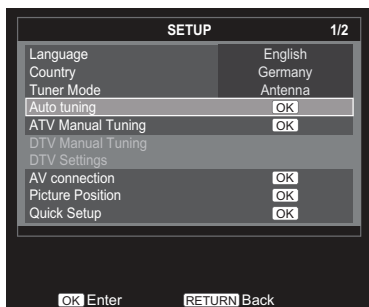 SETUP 1/2
Language English
Country Germany
Tuner Mode Antenna
Auto tuning OK
ATV Manual Tuning OK
DTV Manual Tuning
DTV Settings
AV connection OK
Picture Position OK
Quick Setup OK
OK Enter RETURN Back